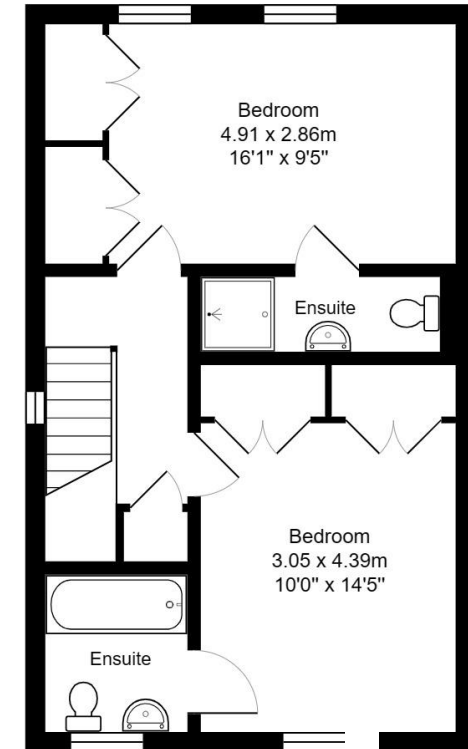 Bedroom
4.91 x 2.86m
16'1" x 9'5"
Ensuite
Bedroom
3.05 x 4.39m
10'0" x 14'5"
Ensuite